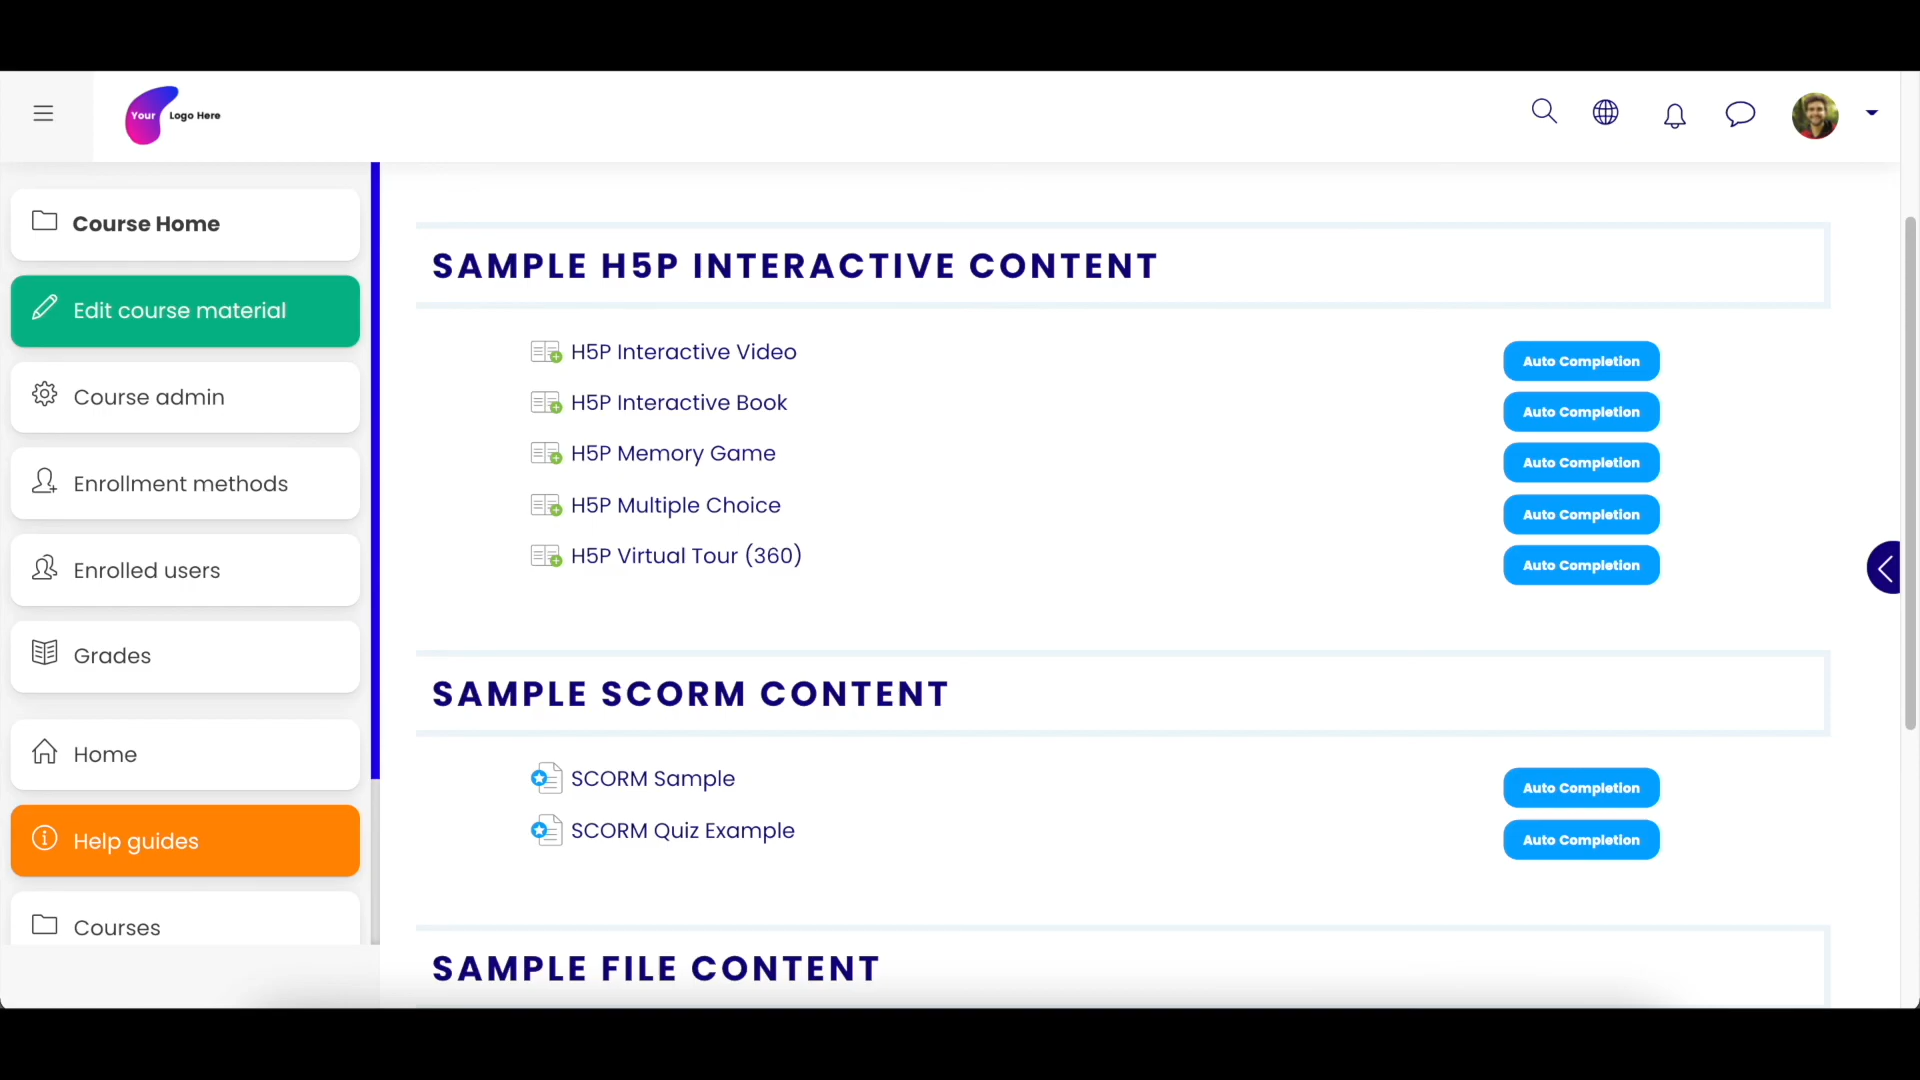 Your Logo Here
Course Home
Edit course material
Course admin
Enrollment methods
Enrolled users
Grades
Home
Help guides
Courses
SAMPLE H5P INTERACTIVE CONTENT
H5P Interactive Video
Auto Completion
H5P Interactive Book
Auto Completion
H5P Memory Game
Auto Completion
H5P Multiple Choice
Auto Completion
H5P Virtual Tour (360)
Auto Completion
SAMPLE SCORM CONTENT
SCORM Sample
Auto Completion
SCORM Quiz Example
Auto Completion
SAMPLE FILE CONTENT